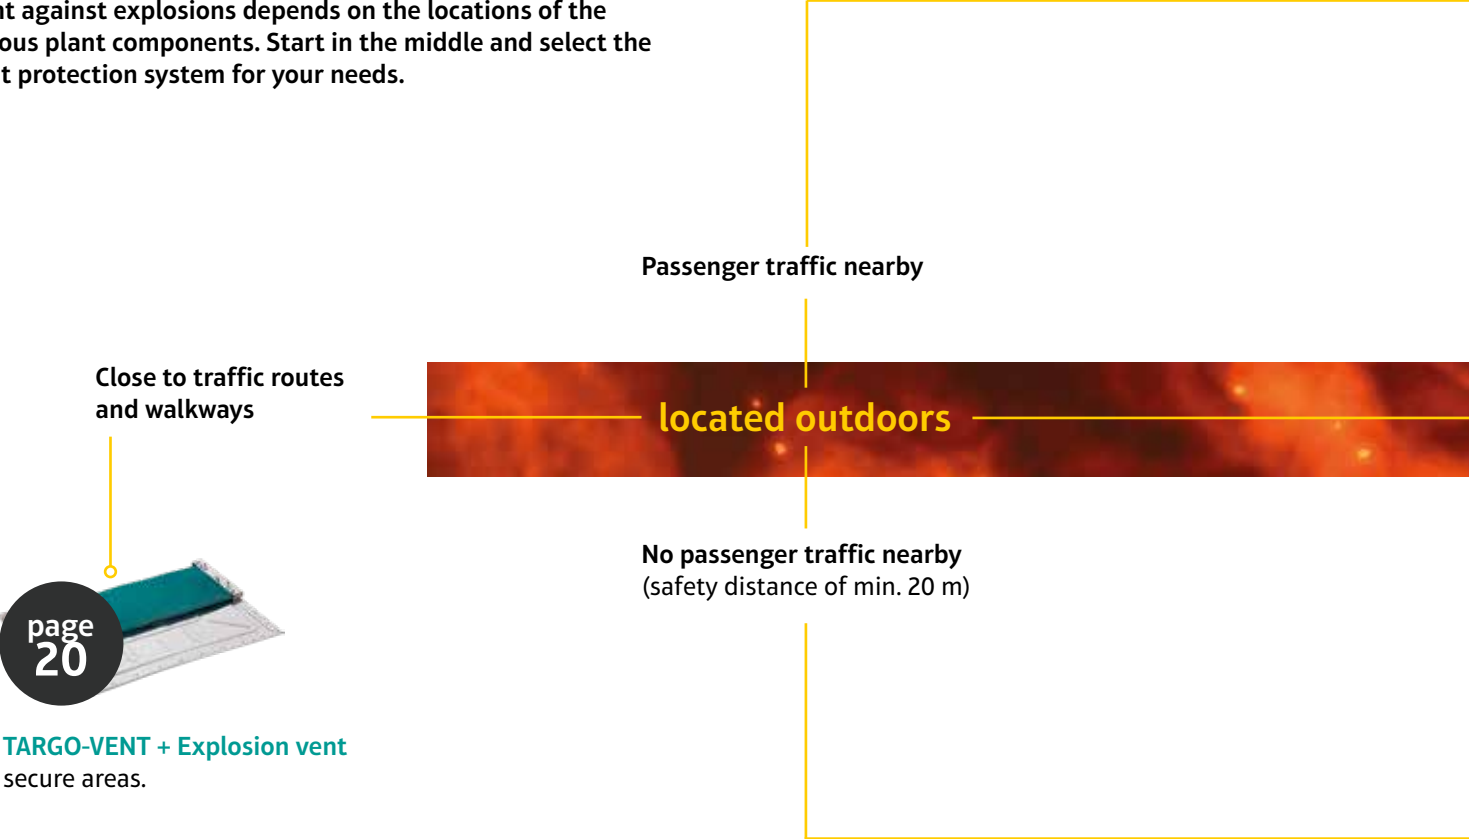 nt against explosions depends on the locations of the
ous plant components. Start in the middle and select the
t protection system for your needs.
Passenger traffic nearby
Close to traffic routes
and walkways
located outdoors
No passenger traffic nearby
(safety distance of min. 20 m)
page
20
TARGO-VENT + Explosion vent
secure areas.